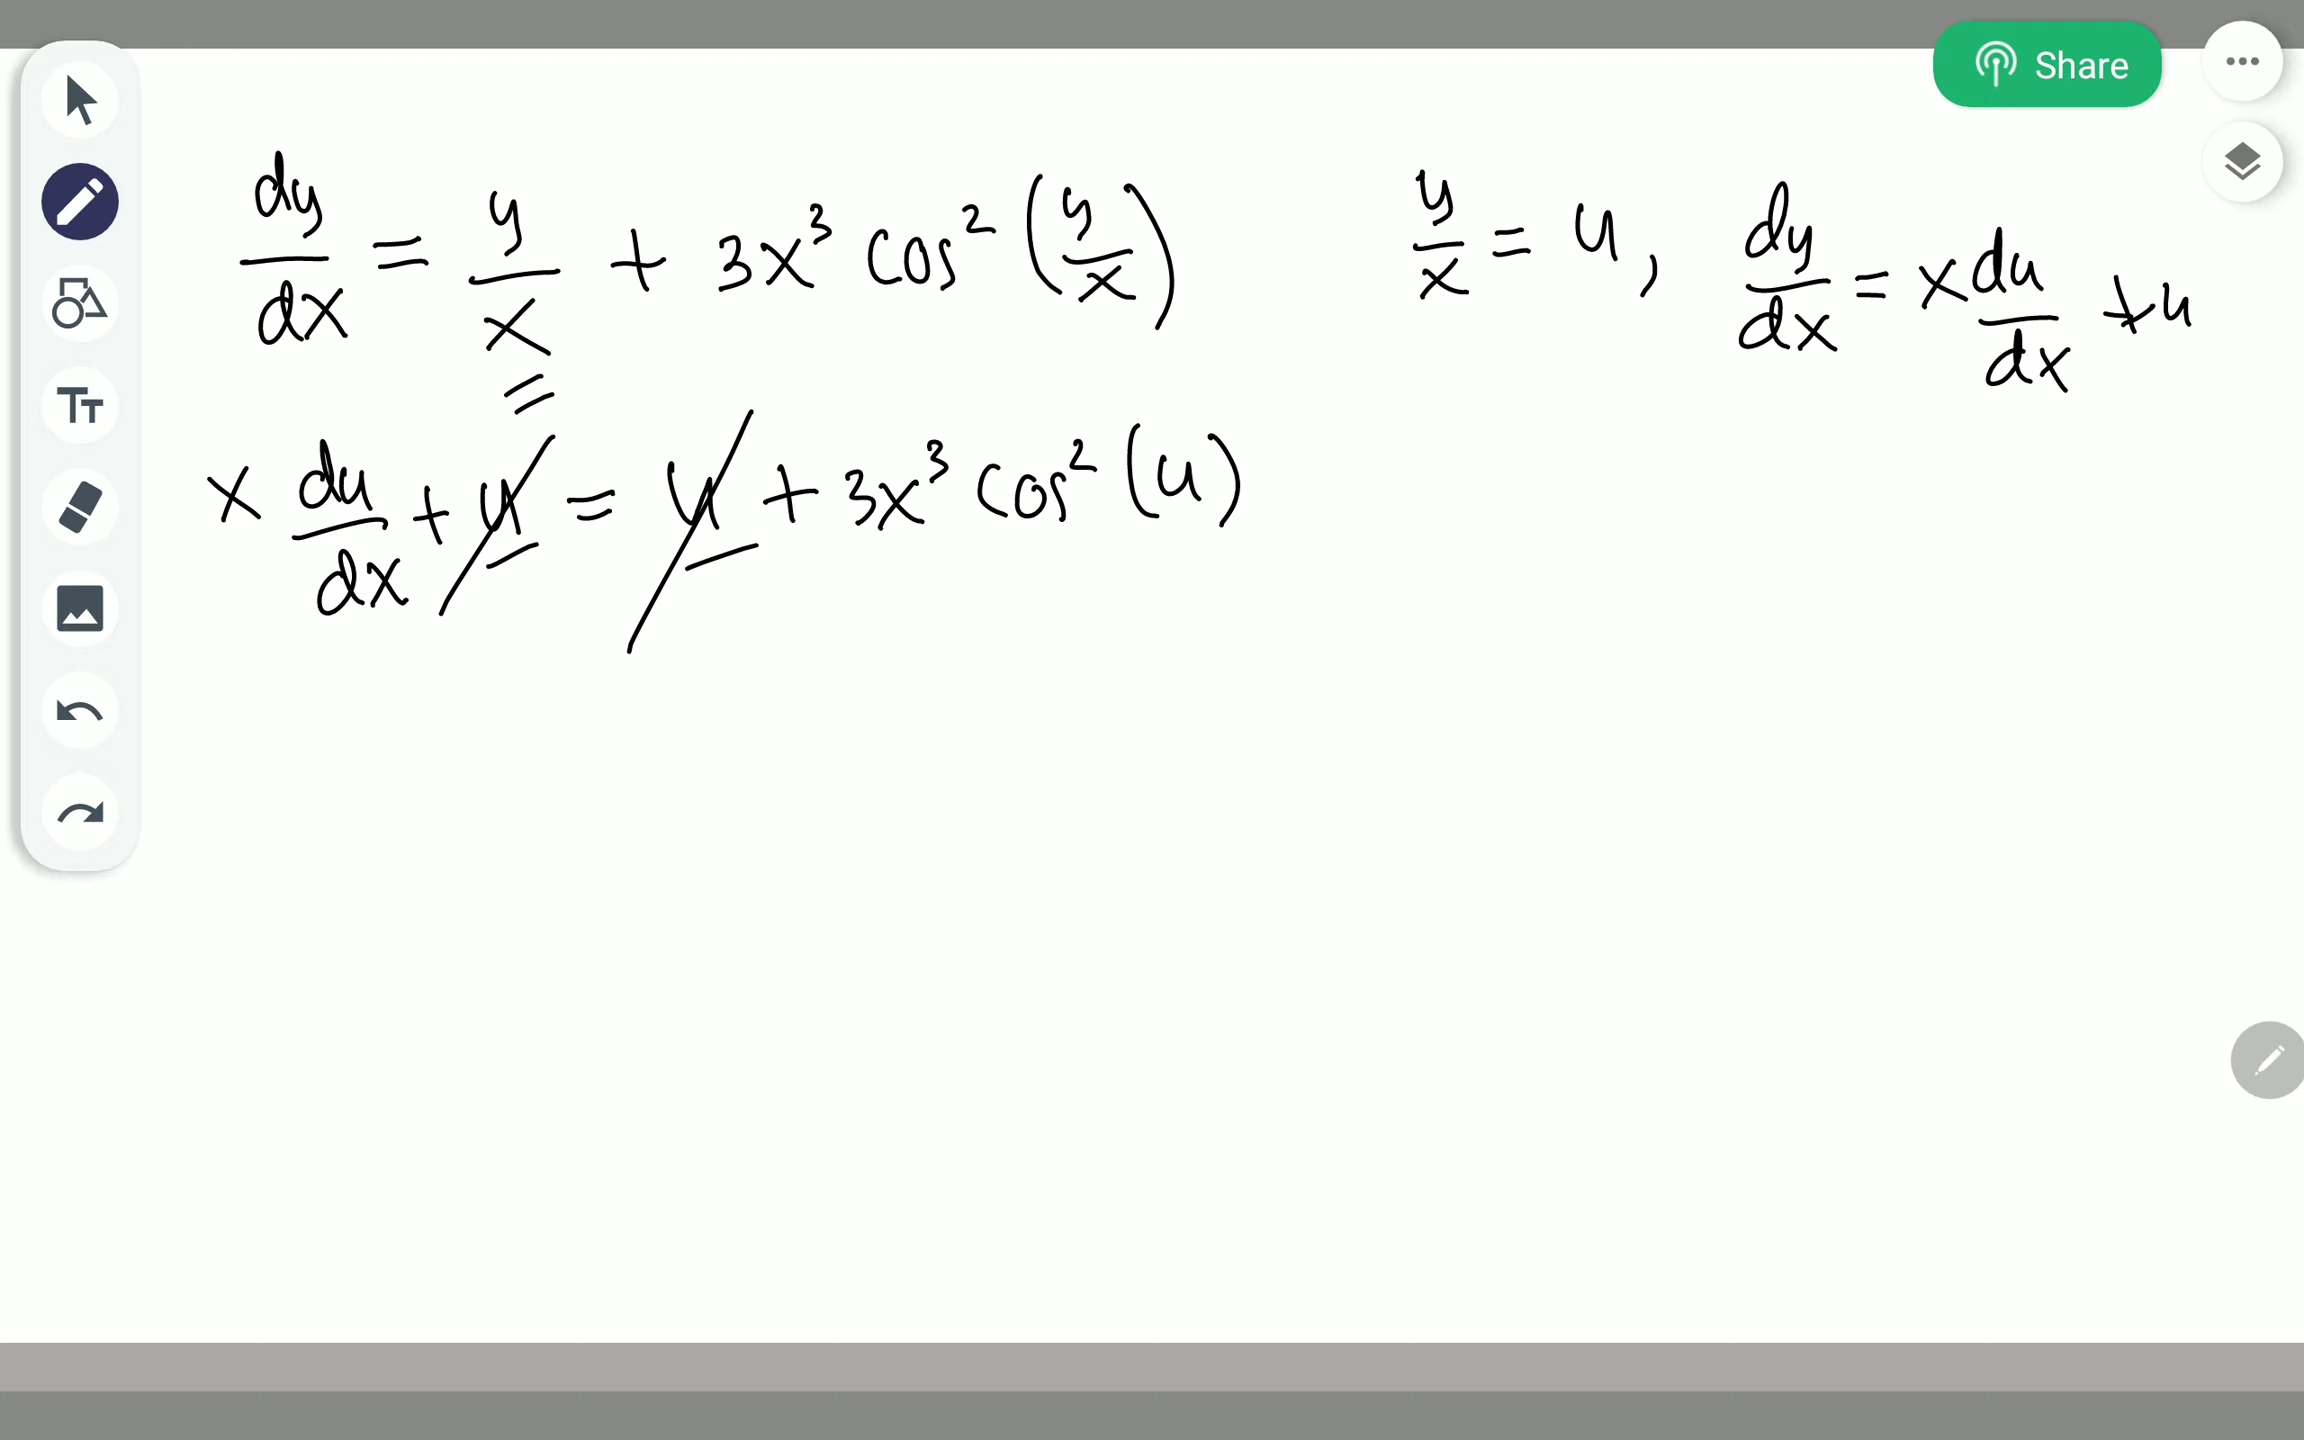 Share
dy/dx = y/x + 3x³ cos² (y/x)
y/x = u, dy/dx = x du/dx + u
x du/dx + u = u + 3x³ cos² (u)